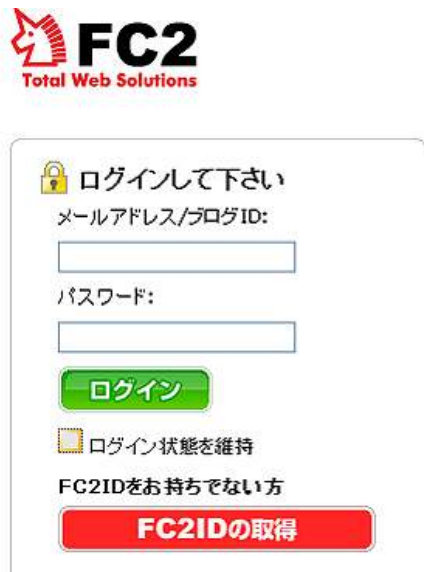 FC2
Total Web Solutions
ログインして下さい
メールアドレス/ブログID:
パスワード:
ログイン
ログイン状態を維持
FC2IDをお持ちでない方
FC2IDの取得